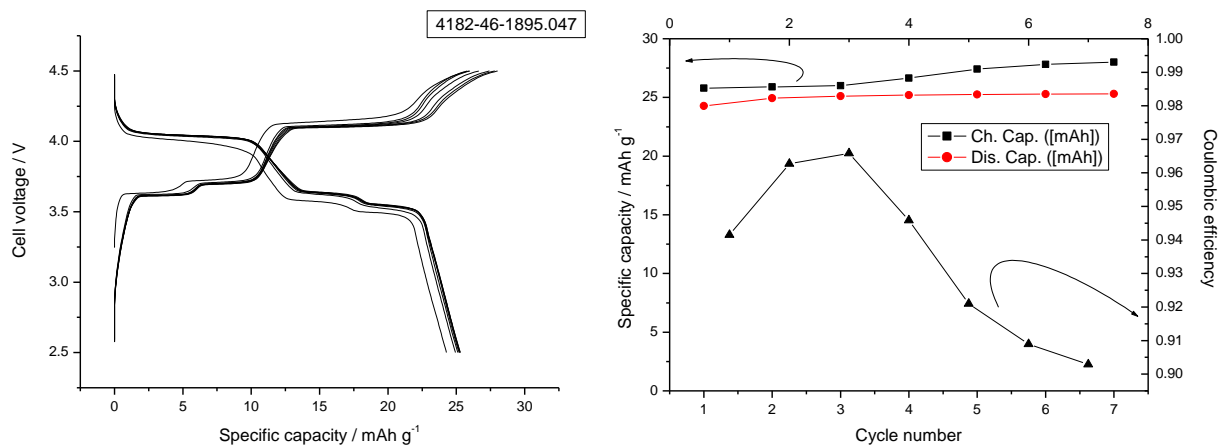 4182-46-1895.047
4.5
4.0
3.5
3.0
2.5
Cell voltage / V
0 5 10 15 20 25 30
Specific capacity / mAh g⁻¹
0 2 4 6 8
30
25
20
15
10
5
0
Specific capacity / mAh g⁻¹
Ch. Cap. ([mAh])
Dis. Cap. ([mAh])
1.00
0.99
0.98
0.97
0.96
0.95
0.94
0.93
0.92
0.91
0.90
Coulombic efficiency
1 2 3 4 5 6 7
Cycle number